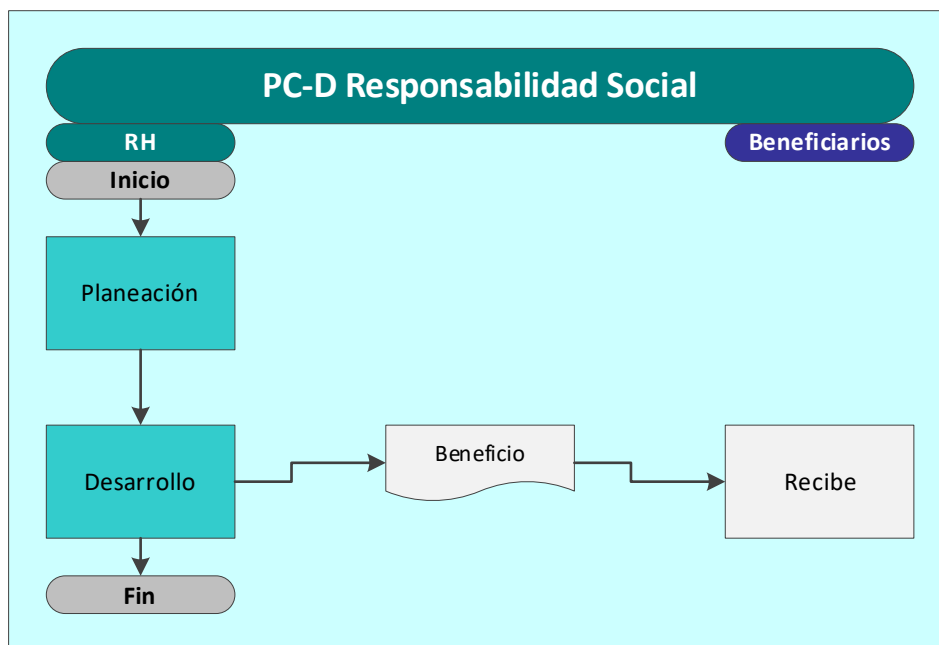 PC-D Responsabilidad Social
RH
Beneficiarios
Inicio
Planeación
Desarrollo
Beneficio
Recibe
Fin